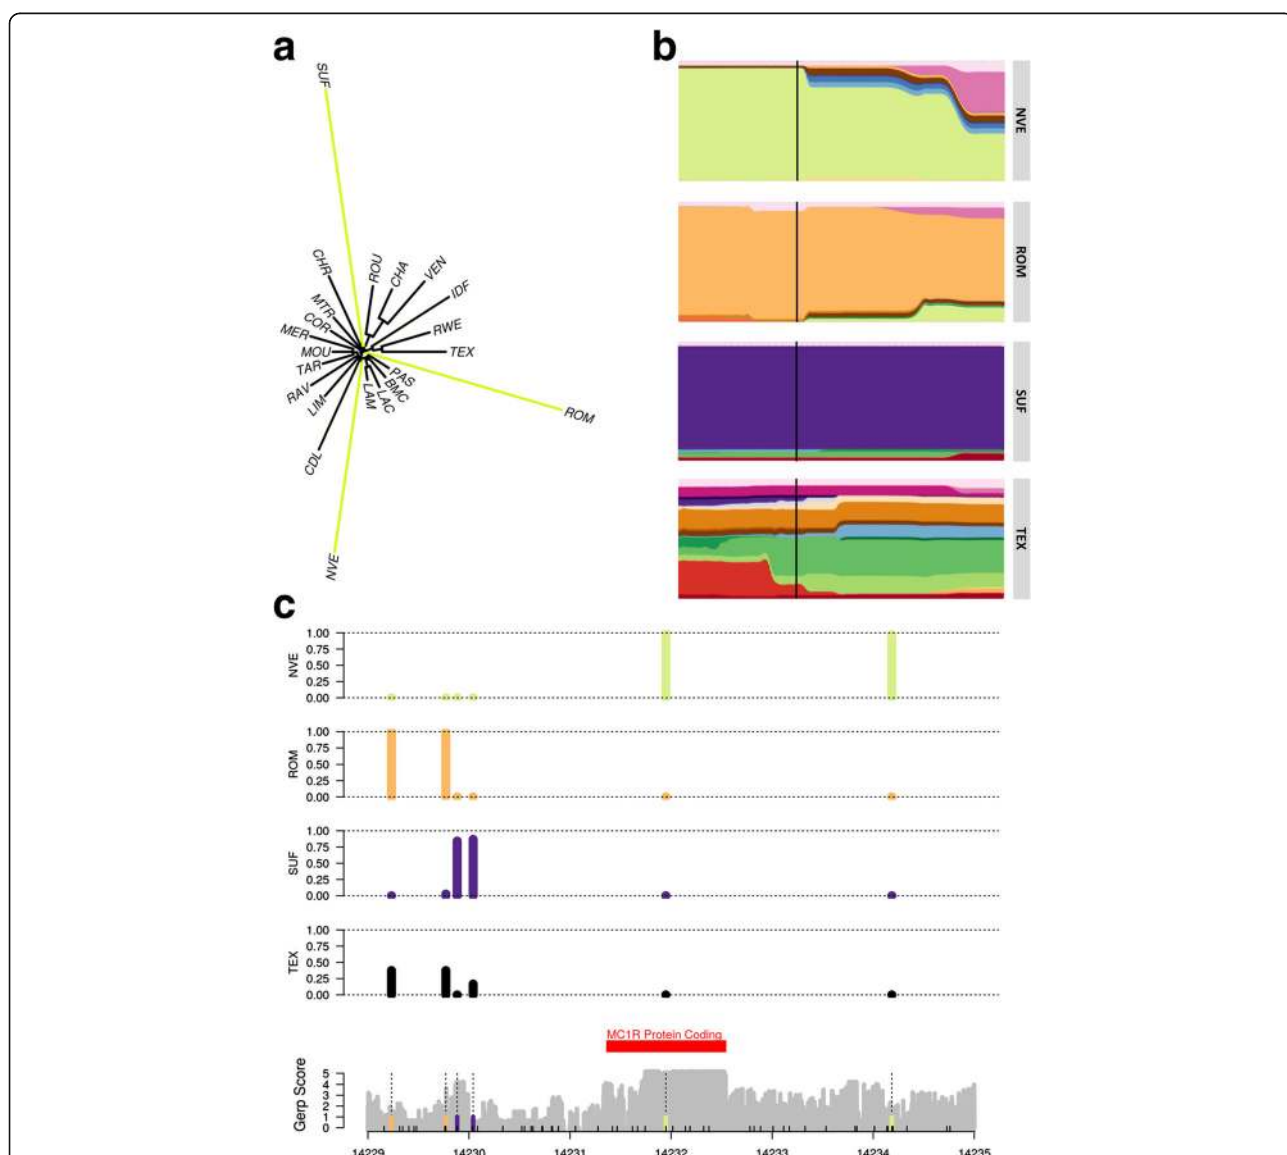 a
b
SUF
CHR
MTR
COR
MER
MOU
TAR
RAV
LIM
CDL
ROU
CHA
VEN
IDF
RWE
TEX
PAS
BMC
LAC
LAM
ROM
NVE
NVE
ROM
SUF
TEX
c
NVE
1.00
0.75
0.50
0.25
0.00
ROM
1.00
0.75
0.50
0.25
0.00
SUF
1.00
0.75
0.50
0.25
0.00
TEX
1.00
0.75
0.50
0.25
0.00
MC1R Protein Coding
Gerp Score
5
4
3
2
1
0
14229 14230 14231 14232 14233 14234 14235